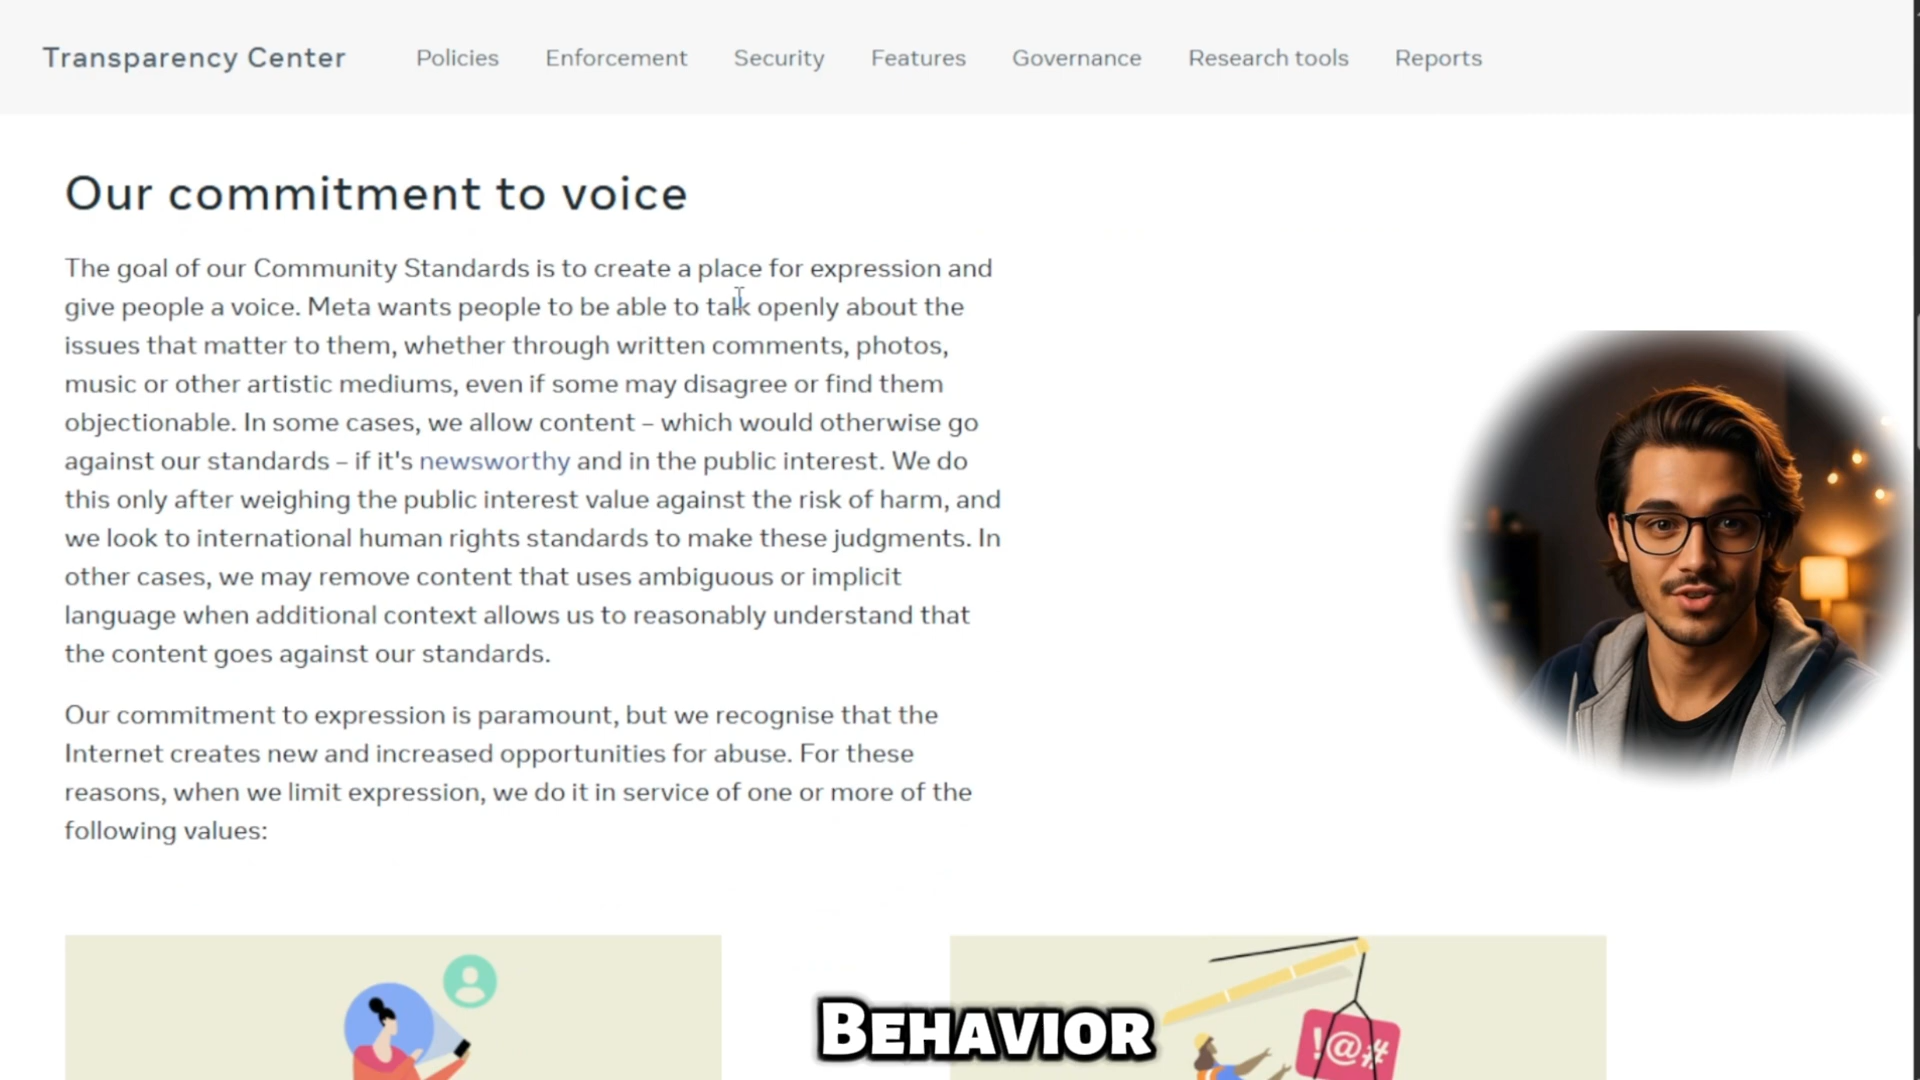 Transparency Center Policies Enforcement Security Features Governance Research tools Reports
Our commitment to voice
The goal of our Community Standards is to create a place for expression and
give people a voice. Meta wants people to be able to talk openly about the
issues that matter to them, whether through written comments, photos,
music or other artistic mediums, even if some may disagree or find them
objectionable. In some cases, we allow content – which would otherwise go
against our standards – if it's newsworthy and in the public interest. We do
this only after weighing the public interest value against the risk of harm, and
we look to international human rights standards to make these judgments. In
other cases, we may remove content that uses ambiguous or implicit
language when additional context allows us to reasonably understand that
the content goes against our standards.
Our commitment to expression is paramount, but we recognise that the
Internet creates new and increased opportunities for abuse. For these
reasons, when we limit expression, we do it in service of one or more of the
following values:
BEHAVIOR
!@#